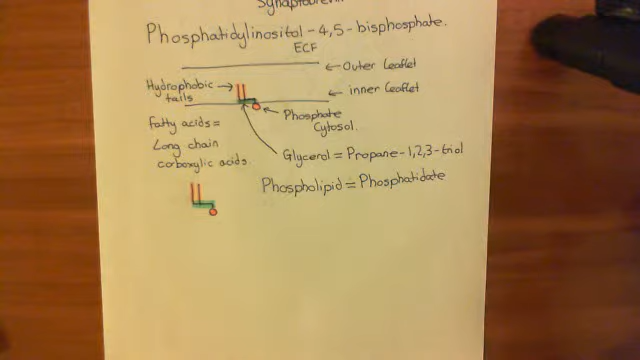 Phosphatidylinositol-4,5-bisphosphate.
ECF
← Outer Leaflet
Hydrophobic → tails
← inner leaflet
← Phosphate
Cytosol.
Fatty acids =
Long chain
carboxylic acids.
Glycerol = Propane-1,2,3-triol
Phospholipid = Phosphatidate